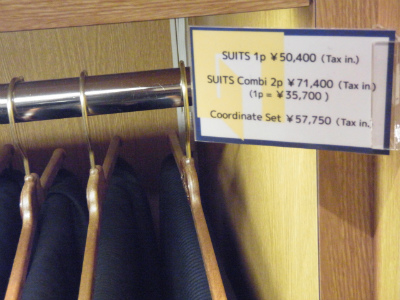 SUITS 1p ¥50,400 (Tax in.)
SUITS Combi 2p ¥71,400 (Tax in.)
(1p = ¥35,700 )
Coordinate Set ¥57,750 (Tax in.